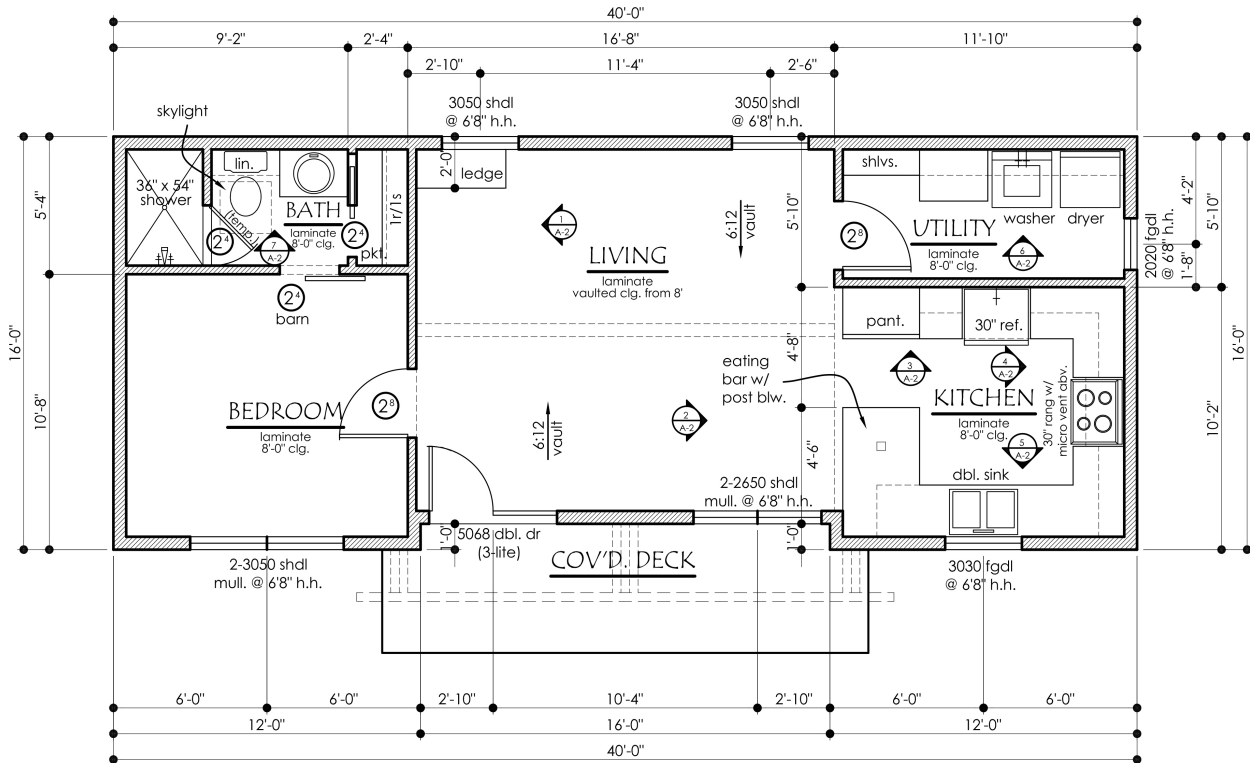 40'-0"
9'-2"
2'-4"
16'-8"
11'-10"
2'-10"
11'-4"
2'-6"
skylight
3050 shdl
@ 6'8" h.h.
3050 shdl
@ 6'8" h.h.
36" x 54"
shower
lin.
(temp.)
2⁴
BATH
laminate
8'-0" clg.
7
A-2
2⁴
pkt.
1r/1s
2'-0"
ledge
1
A-2
LIVING
laminate
vaulted clg. from 8'
6:12
vault
5'-10"
shlvs.
washer
dryer
2⁸
UTILITY
laminate
8'-0" clg.
6
A-2
2020 fgdl
@ 6'8" h.h.
4'-2"
1'-8"
5'-10"
5'-4"
16'-0"
10'-8"
2⁴
barn
BEDROOM
laminate
8'-0" clg.
2⁸
6:12
vault
2
A-2
eating
bar w/
post blw.
4'-8"
4'-6"
pant.
30" ref.
3
A-2
4
A-2
KITCHEN
laminate
8'-0" clg.
5
A-2
30" rang w/
micro vent abv.
dbl. sink
10'-2"
16'-0"
2-2650 shdl
mull. @ 6'8" h.h.
1'-0"
5068 dbl. dr
(3-lite)
COV'D. DECK
1'-0"
2-3050 shdl
mull. @ 6'8" h.h.
3030 fgdl
@ 6'8" h.h.
6'-0"
6'-0"
2'-10"
10'-4"
2'-10"
6'-0"
6'-0"
12'-0"
16'-0"
12'-0"
40'-0"